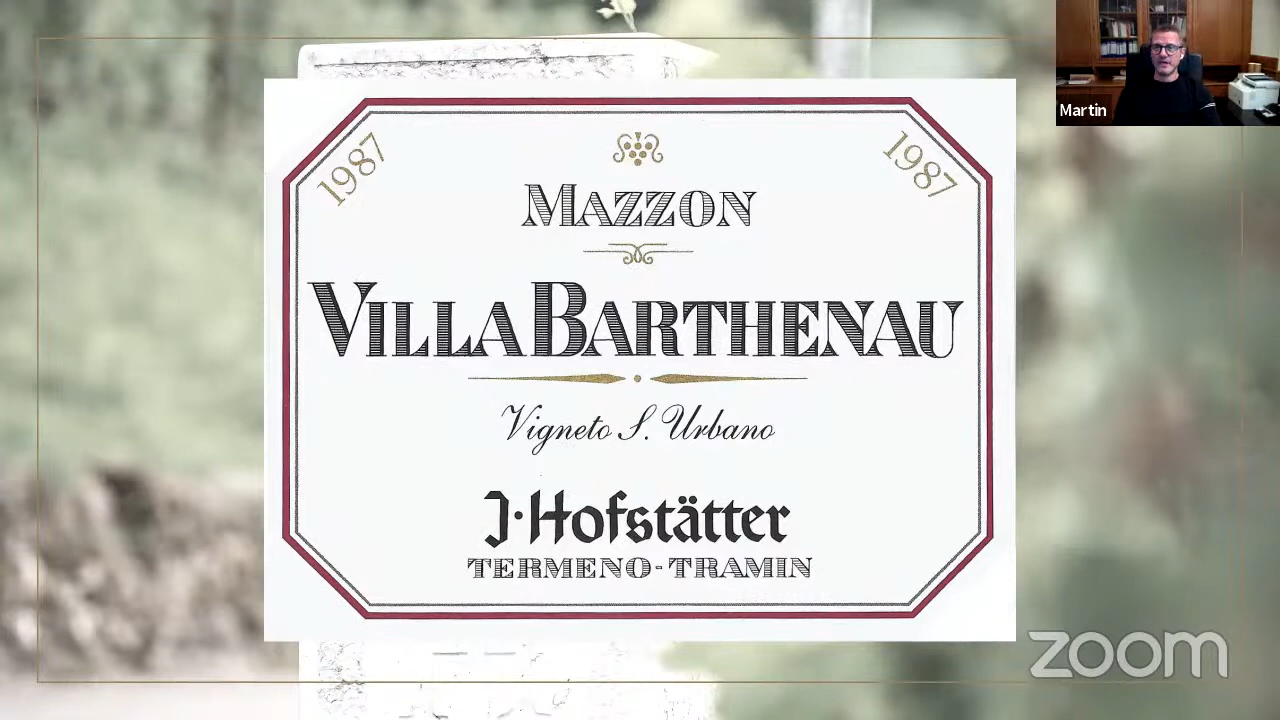 Martin
1987
1987
MAZZON
VILLA BARTHENAU
Vigneto S. Urbano
J·Hofstätter
TERMENO-TRAMIN
zoom